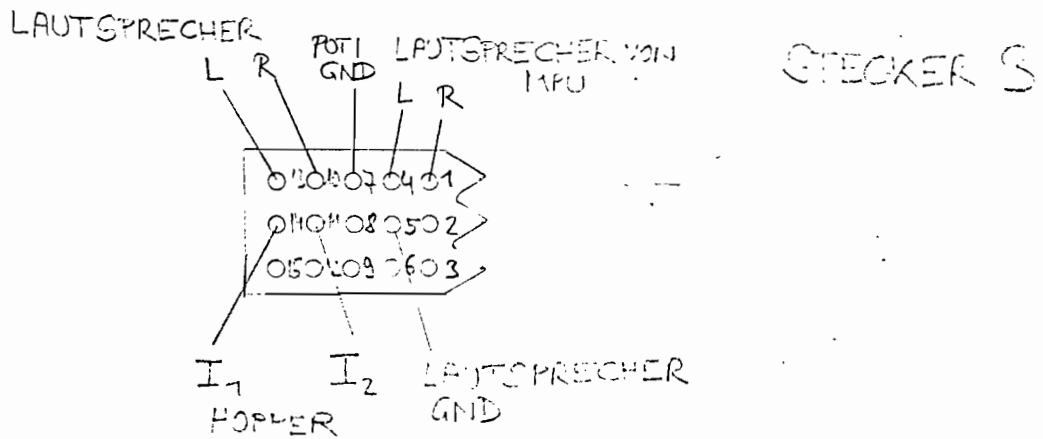 LAUTSPRECHER
L R
POTI
GND
LAUTSPRECHER VON
MPU
L R
STECKER S
13 10 7 4 1
14 11 8 5 2
15 12 9 6 3
I1 I2
HOPPER
LAUTSPRECHER
GND